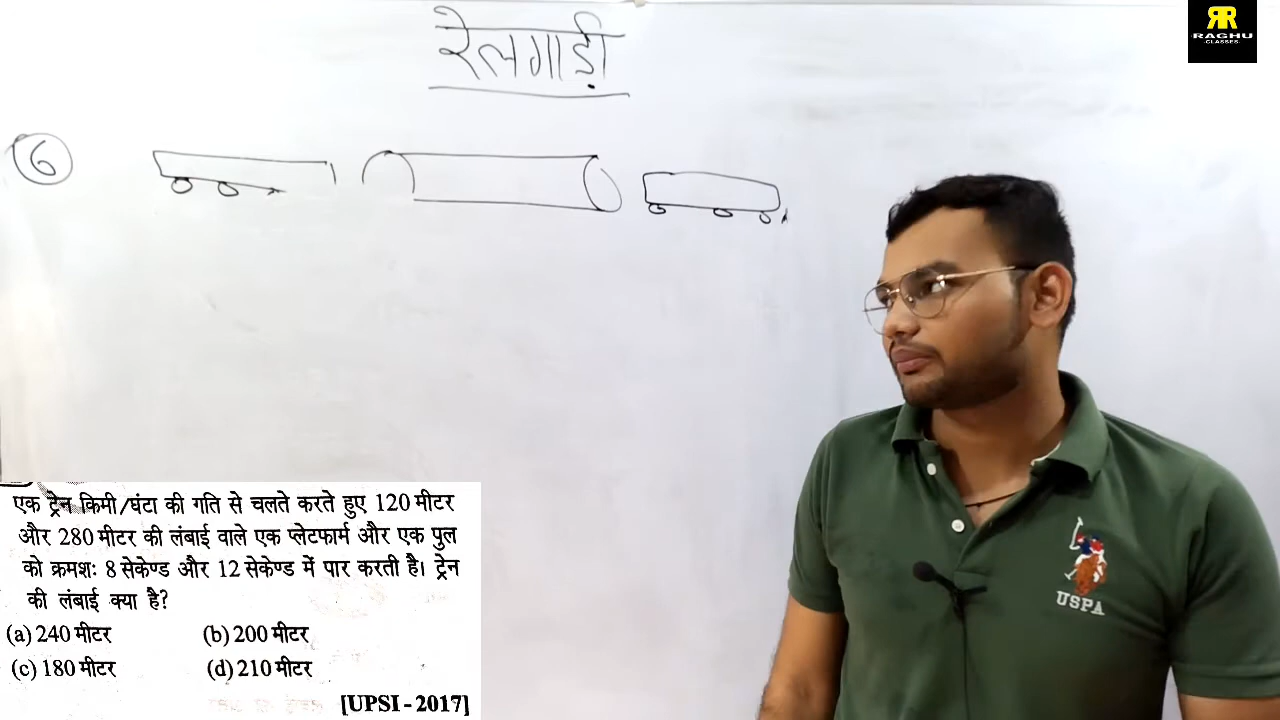 RAGHU
CLASSES
रेलगाड़ी
6
एक ट्रेन किमी/घंटा की गति से चलते करते हुए 120 मीटर
और 280 मीटर की लंबाई वाले एक प्लेटफार्म और एक पुल
को क्रमशः 8 सेकेण्ड और 12 सेकेण्ड में पार करती है। ट्रेन
की लंबाई क्या है?
(a) 240 मीटर (b) 200 मीटर
(c) 180 मीटर (d) 210 मीटर
[UPSI - 2017]
USPA